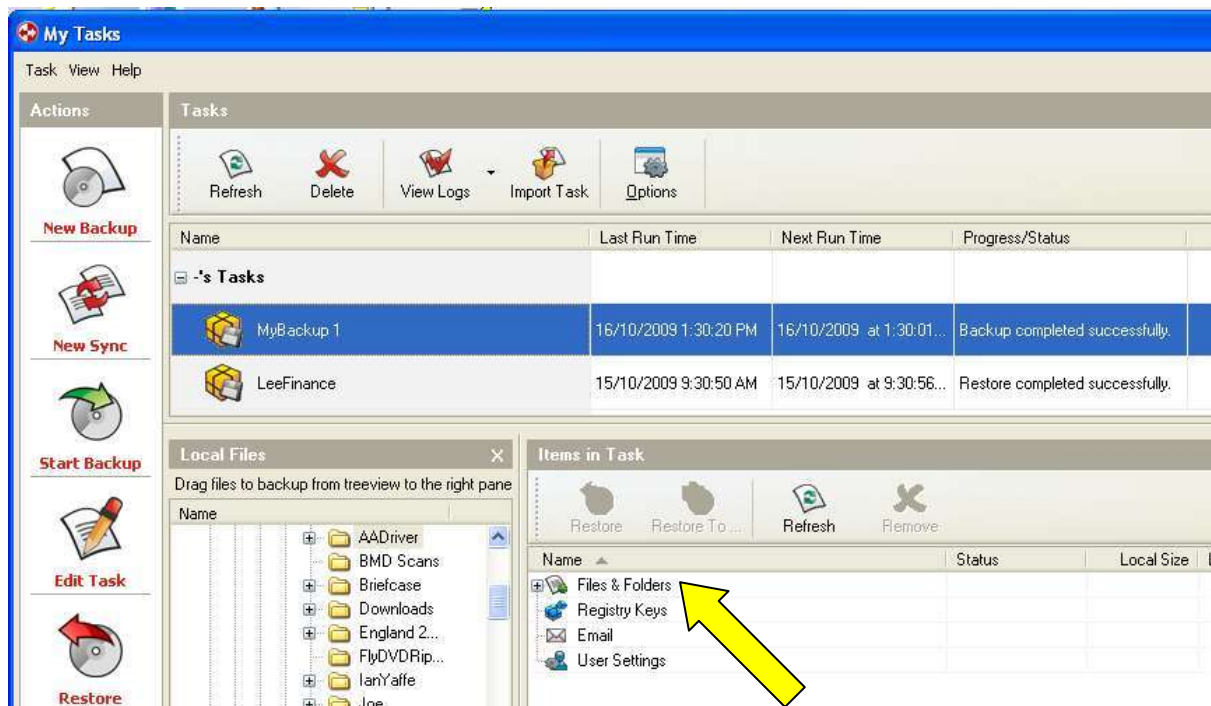 My Tasks
Task View Help
Actions
New Backup
New Sync
Start Backup
Edit Task
Restore
Tasks
Refresh Delete View Logs Import Task Options
Name Last Run Time Next Run Time Progress/Status
-'s Tasks
MyBackup 1 16/10/2009 1:30:20 PM 16/10/2009 at 1:30:01... Backup completed successfully.
LeeFinance 15/10/2009 9:30:50 AM 15/10/2009 at 9:30:56... Restore completed successfully.
Local Files
Drag files to backup from treeview to the right pane
Name
AADriver
BMD Scans
Briefcase
Downloads
England 2...
FlyDVDRip...
IanYaffe
Joe
Items in Task
Restore Restore To ... Refresh Remove
Name Status Local Size
Files & Folders
Registry Keys
Email
User Settings